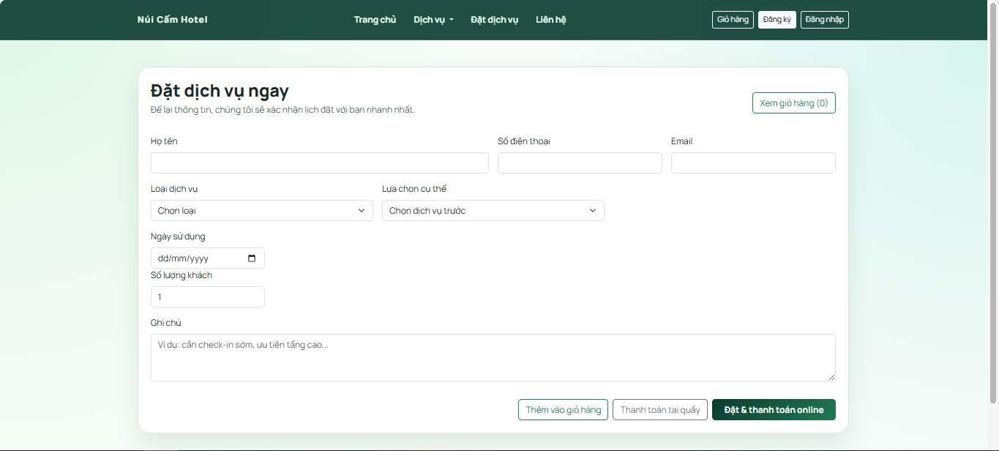 Núi Cấm Hotel Trang chủ Dịch vụ Đặt dịch vụ Liên hệ Giỏ hàng Đăng ký Đăng nhập
Đặt dịch vụ ngay
Để lại thông tin, chúng tôi sẽ xác nhận lịch đặt với bạn nhanh nhất.
Xem giỏ hàng (0)
Họ tên Số điện thoại Email
Loại dịch vụ Lựa chọn cụ thể
Chọn loại Chọn dịch vụ trước
Ngày sử dụng
dd/mm/yyyy
Số lượng khách
1
Ghi chú
Ví dụ: cần check-in sớm, ưu tiên tầng cao...
Thêm vào giỏ hàng Thanh toán tại quầy Đặt & thanh toán online